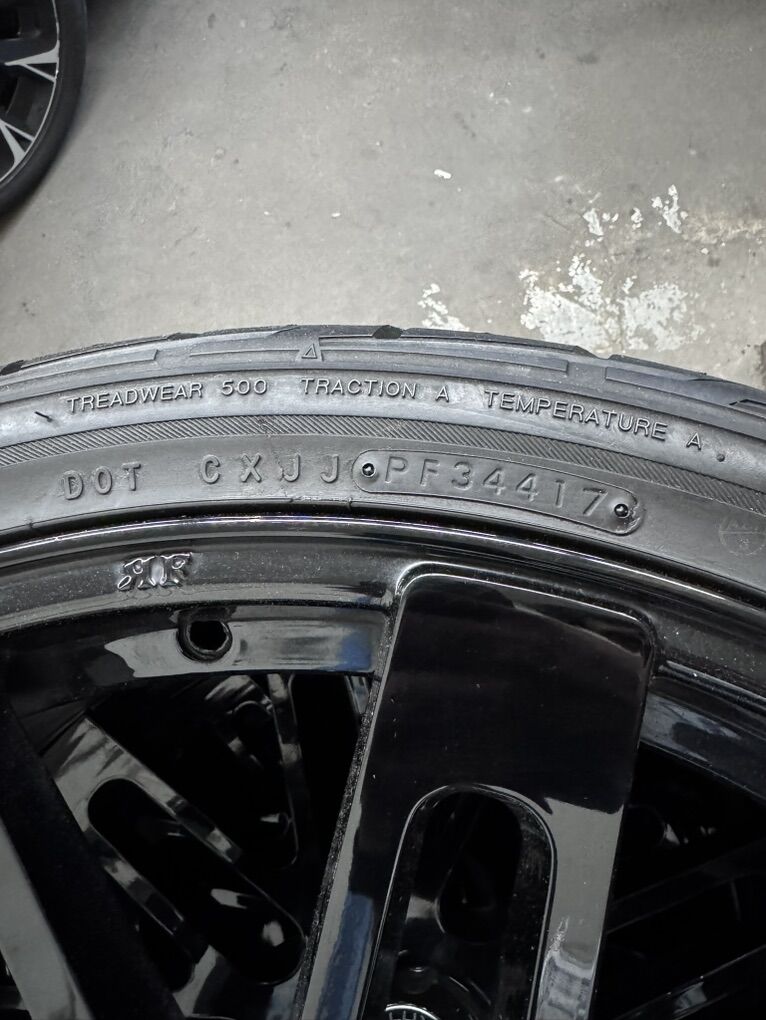 TREADWEAR 500 TRACTION A TEMPERATURE A
DOT CXJJ PF34417